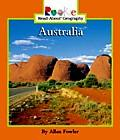 Rookie
Read-About® Geography
Australia
By Allan Fowler